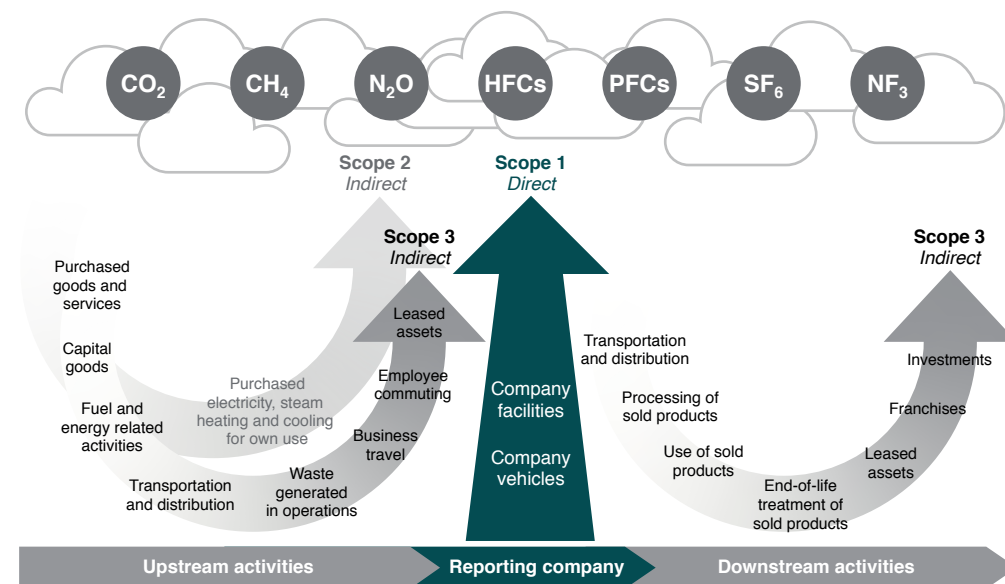 CO₂
CH₄
N₂O
HFCs
PFCs
SF₆
NF₃
Scope 2
Indirect
Scope 1
Direct
Scope 3
Indirect
Scope 3
Indirect
Purchased
goods and
services
Capital
goods
Fuel and
energy related
activities
Transportation
and distribution
Purchased
electricity, steam
heating and cooling
for own use
Waste
generated
in operations
Business
travel
Employee
commuting
Leased
assets
Company
facilities
Company
vehicles
Transportation
and distribution
Processing of
sold products
Use of sold
products
End-of-life
treatment of
sold products
Leased
assets
Franchises
Investments
Upstream activities
Reporting company
Downstream activities